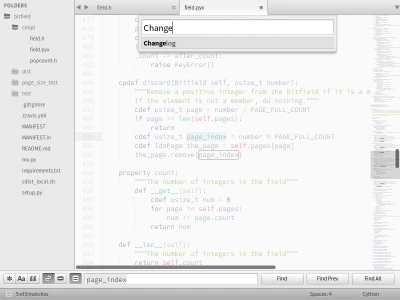 FOLDERS
bitfield
cimpl
field.h
field.pyx
popcount.h
dist
page_size_test
test
.gitignore
.travis.yml
MANIFEST
MANIFEST.in
README.md
mv.py
requirements.txt
stdist_local.sh
setup.py
field.h
field.pyx
Change
Changelog
_count == after_count:
raise KeyError()
cpdef discard(Bitfield self, usize_t number):
"""Remove a positive integer from the bitfield if it is a m
If the element is not a member, do nothing."""
cdef usize_t page = number / PAGE_FULL_COUNT
if page >= len(self.pages):
return
cdef usize_t page_index = number % PAGE_FULL_COUNT
cdef IdsPage the_page = self.pages[page]
the_page.remove(page_index)
property count:
"""The number of integers in the field"""
def __get__(self):
cdef usize_t num = 0
for page in self.pages:
num += page.count
return num
def __len__(self):
"""The number of integers in the field"""
return self.count
page_index
Find
Find Prev
Find All
5 of 8 matches
Spaces: 4
Cython